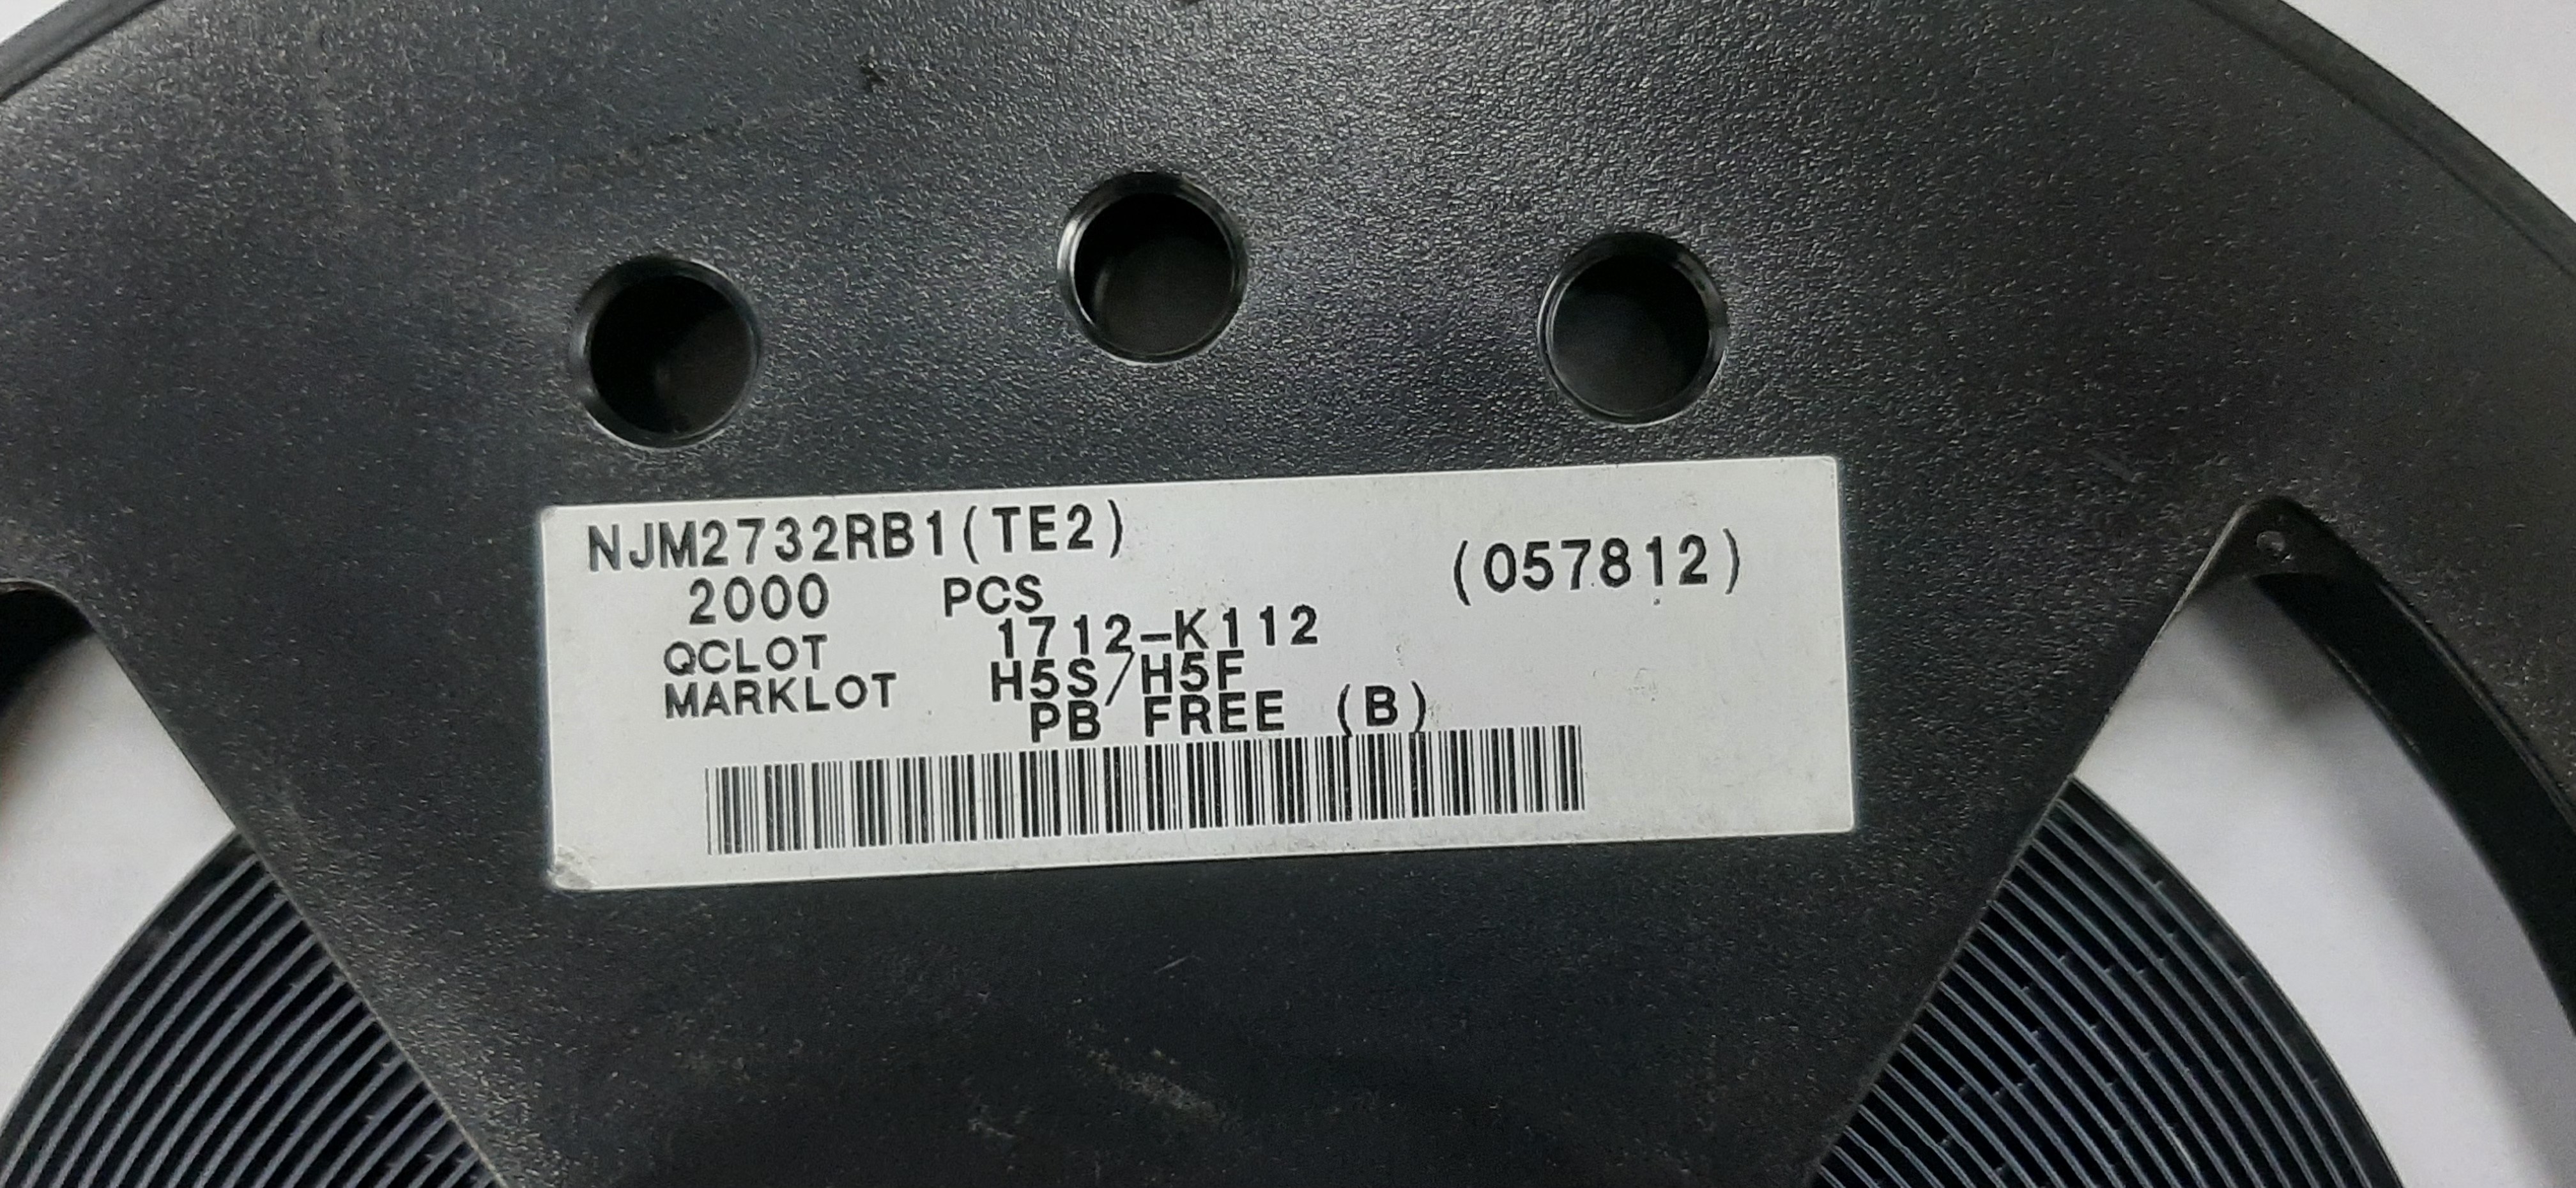 NJM2732RB1(TE2)
(057812)
2000 PCS
QCLOT 1712-K112
MARKLOT H5S/H5F
PB FREE (B)